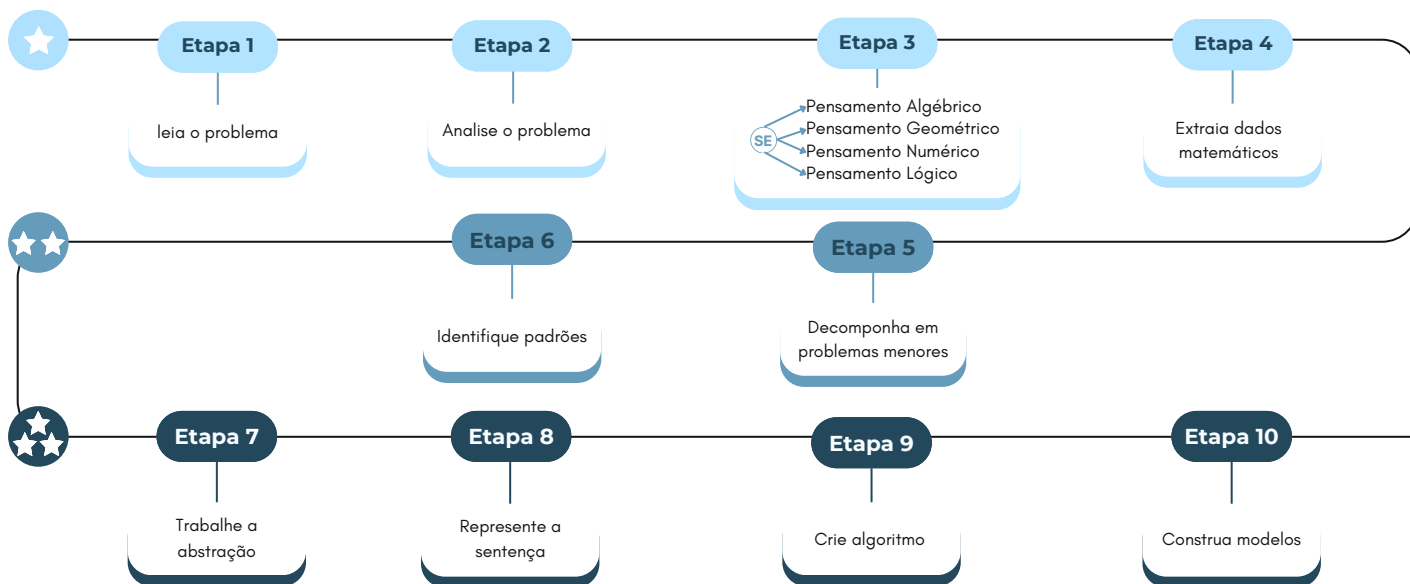 Etapa 1
leia o problema
Etapa 2
Analise o problema
Etapa 3
SE
Pensamento Algébrico
Pensamento Geométrico
Pensamento Numérico
Pensamento Lógico
Etapa 4
Extraia dados
matemáticos
Etapa 5
Decomponha em
problemas menores
Etapa 6
Identifique padrões
Etapa 7
Trabalhe a
abstração
Etapa 8
Represente a
sentença
Etapa 9
Crie algoritmo
Etapa 10
Construa modelos